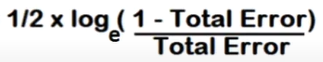 1/2 x logₑ( 1 - Total Error)
Total Error